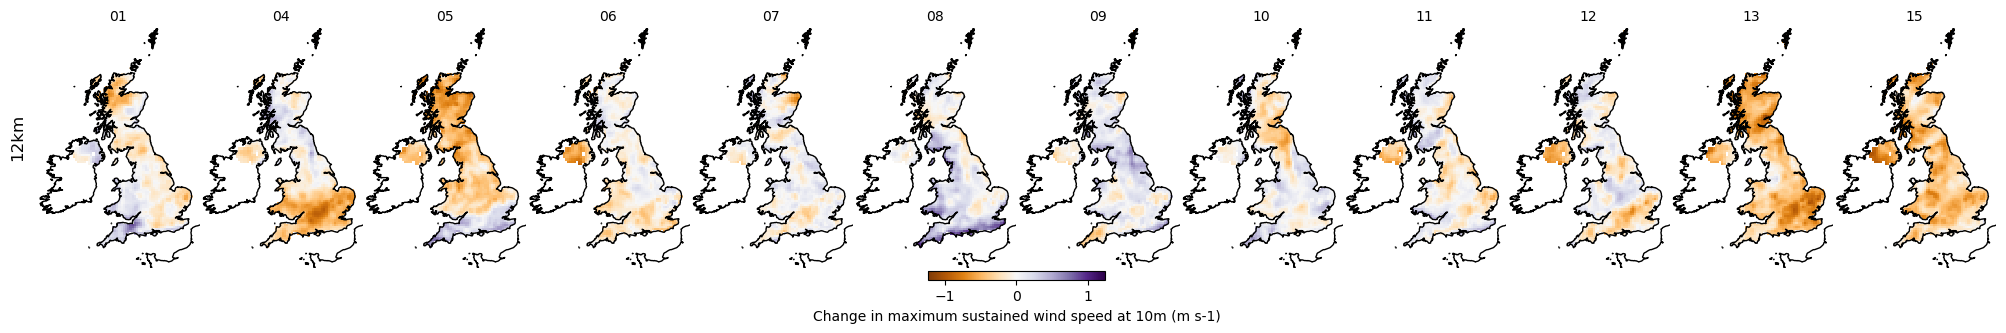 01 04 05 06 07 08 09 10 11 12 13 15
12km
−1 0 1
Change in maximum sustained wind speed at 10m (m s-1)